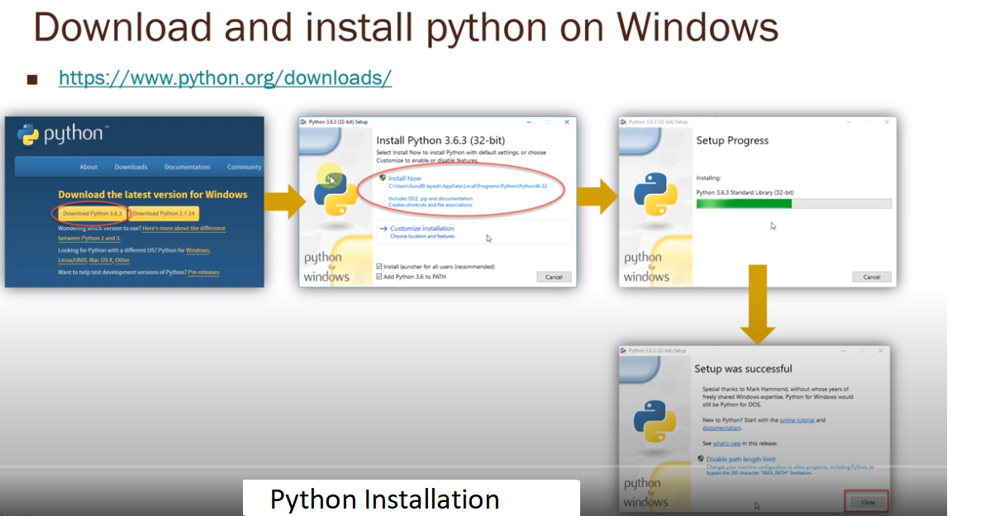 Download and install python on Windows
https://www.python.org/downloads/
python™
About Downloads Documentation Community
Download the latest version for Windows
Download Python 3.6.3 Download Python 2.7.14
Wondering which version to use? Here's more about the difference
between Python 2 and 3.
Looking for Python with a different OS? Python for Windows,
Linux/UNIX, Mac OS X, Other
Want to help test development versions of Python? Pre-releases
Python 3.6.3 (32-bit) Setup
Install Python 3.6.3 (32-bit)
Select Install Now to install Python with default settings, or choose
Customize to enable or disable features.
Install Now
C:\Users\Guru99.Jayesh\AppData\Local\Programs\Python\Python36-32
Includes IDLE, pip and documentation
Creates shortcuts and file associations
Customize installation
Choose location and features
Install launcher for all users (recommended)
Add Python 3.6 to PATH
Cancel
python
for
windows
Python 3.6.3 (32-bit) Setup
Setup Progress
Installing:
Python 3.6.3 Standard Library (32-bit)
Cancel
python
for
windows
Python 3.6.3 (32-bit) Setup
Setup was successful
Special thanks to Mark Hammond, without whose years of
freely shared Windows expertise, Python for Windows would
still be Python for DOS.
New to Python? Start with the online tutorial and
documentation.
See what's new in this release.
Disable path length limit
Changes your machine configuration to allow programs, including Python, to
bypass the 260 character "MAX_PATH" limitation.
Close
python
for
windows
Python Installation